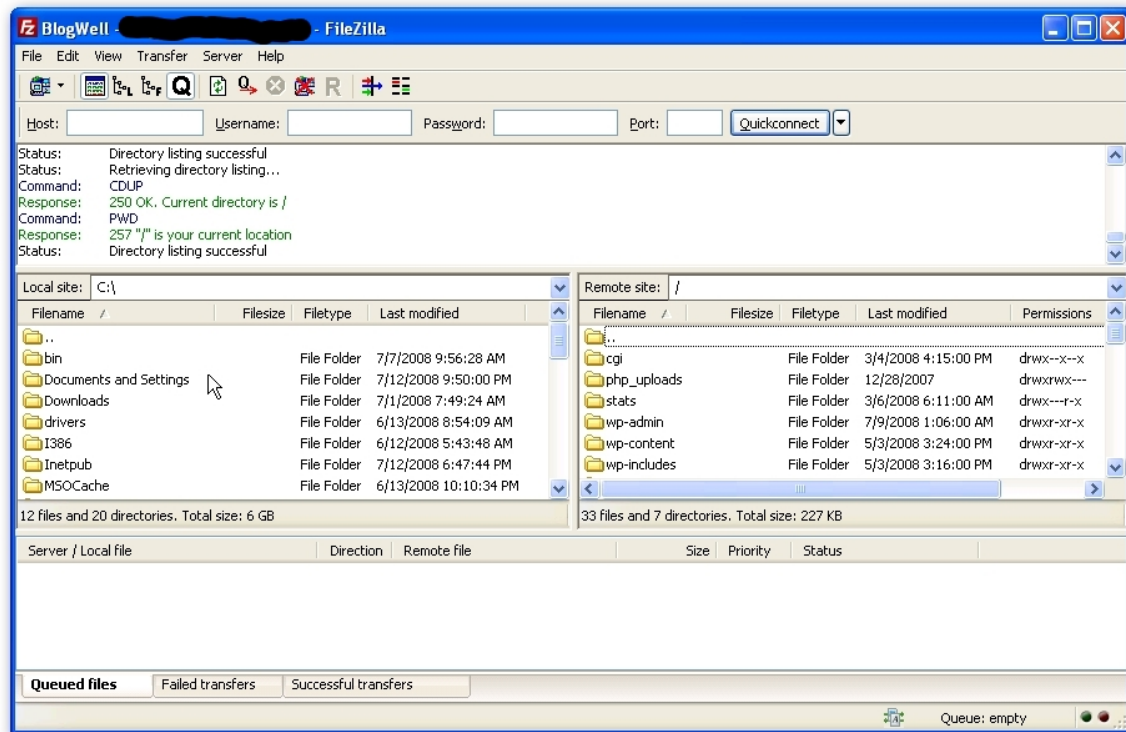 BlogWell - - FileZilla
File Edit View Transfer Server Help
Host: Username: Password: Port: Quickconnect
Status: Directory listing successful
Status: Retrieving directory listing...
Command: CDUP
Response: 250 OK. Current directory is /
Command: PWD
Response: 257 "/" is your current location
Status: Directory listing successful
Local site: C:\
Filename Filesize Filetype Last modified
..
bin File Folder 7/7/2008 9:56:28 AM
Documents and Settings File Folder 7/12/2008 9:50:00 PM
Downloads File Folder 7/1/2008 7:49:24 AM
drivers File Folder 6/13/2008 8:54:09 AM
I386 File Folder 6/12/2008 5:43:48 AM
Inetpub File Folder 7/12/2008 6:47:44 PM
MSOCache File Folder 6/13/2008 10:10:34 PM
12 files and 20 directories. Total size: 6 GB
Remote site: /
Filename Filesize Filetype Last modified Permissions
..
cgi File Folder 3/4/2008 4:15:00 PM drwx--x--x
php_uploads File Folder 12/28/2007 drwxrwx---
stats File Folder 3/6/2008 6:11:00 AM drwx---r-x
wp-admin File Folder 7/9/2008 1:06:00 AM drwxr-xr-x
wp-content File Folder 5/3/2008 3:24:00 PM drwxr-xr-x
wp-includes File Folder 5/3/2008 3:16:00 PM drwxr-xr-x
33 files and 7 directories. Total size: 227 KB
Server / Local file Direction Remote file Size Priority Status
Queued files Failed transfers Successful transfers
Queue: empty